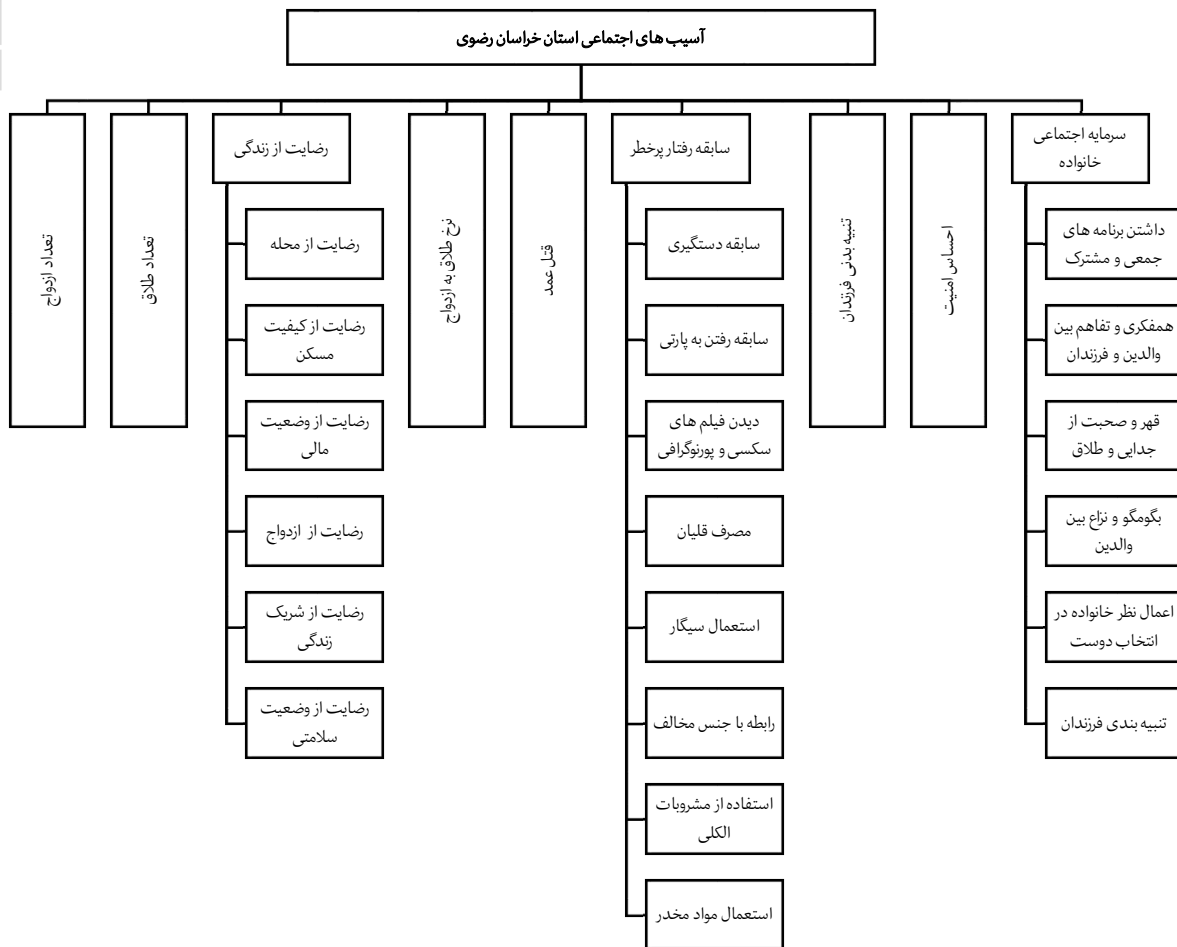 آسیب های اجتماعی استان خراسان رضوی
سرمایه اجتماعی
خانواده
داشتن برنامه های
جمعی و مشترک
همفکری و تفاهم بین
والدین و فرزندان
قهر و صحبت از
جدایی و طلاق
بگومگو و نزاع بین
والدین
اعمال نظر خانواده در
انتخاب دوست
تنبیه بندی فرزندان
احساس امنیت
تنبیه بدنی فرزندان
سابقه رفتار پرخطر
سابقه دستگیری
سابقه رفتن به پارتی
دیدن فیلم های
سکسی و پورنوگرافی
مصرف قلیان
استعمال سیگار
رابطه با جنس مخالف
استفاده از مشروبات
الکلی
استعمال مواد مخدر
قتل عمد
نرخ طلاق به ازدواج
رضایت از زندگی
رضایت از محله
رضایت از کیفیت
مسکن
رضایت از وضعیت
مالی
رضایت از ازدواج
رضایت از شریک
زندگی
رضایت از وضعیت
سلامتی
تعداد طلاق
تعداد ازدواج